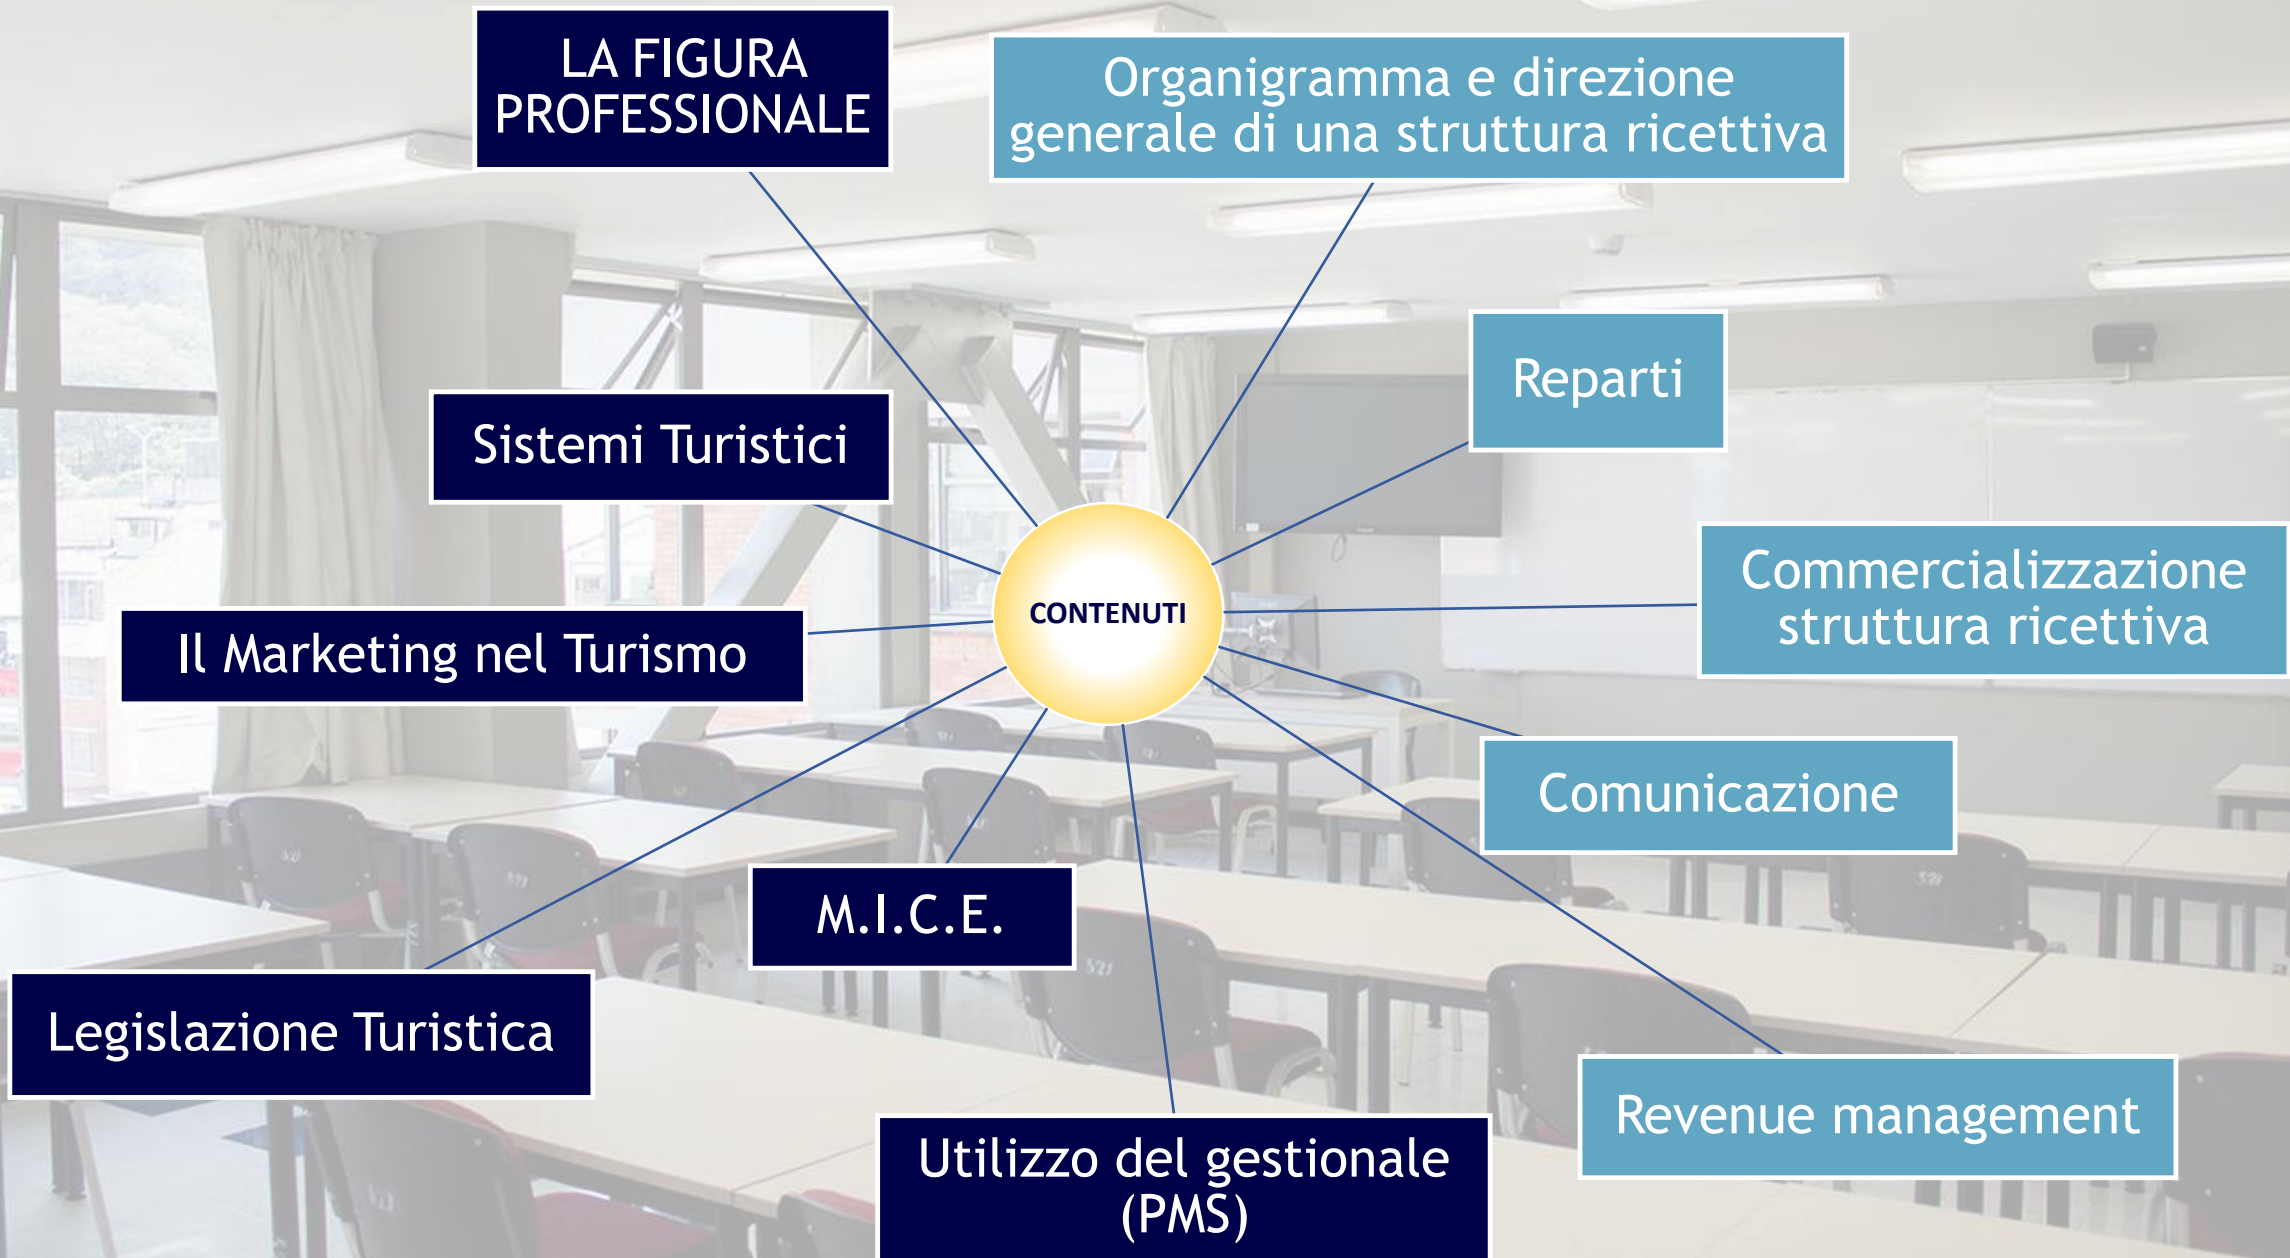 LA FIGURA
PROFESSIONALE
Organigramma e direzione
generale di una struttura ricettiva
Reparti
Sistemi Turistici
Commercializzazione
struttura ricettiva
CONTENUTI
Il Marketing nel Turismo
Comunicazione
M.I.C.E.
Legislazione Turistica
Revenue management
Utilizzo del gestionale
(PMS)